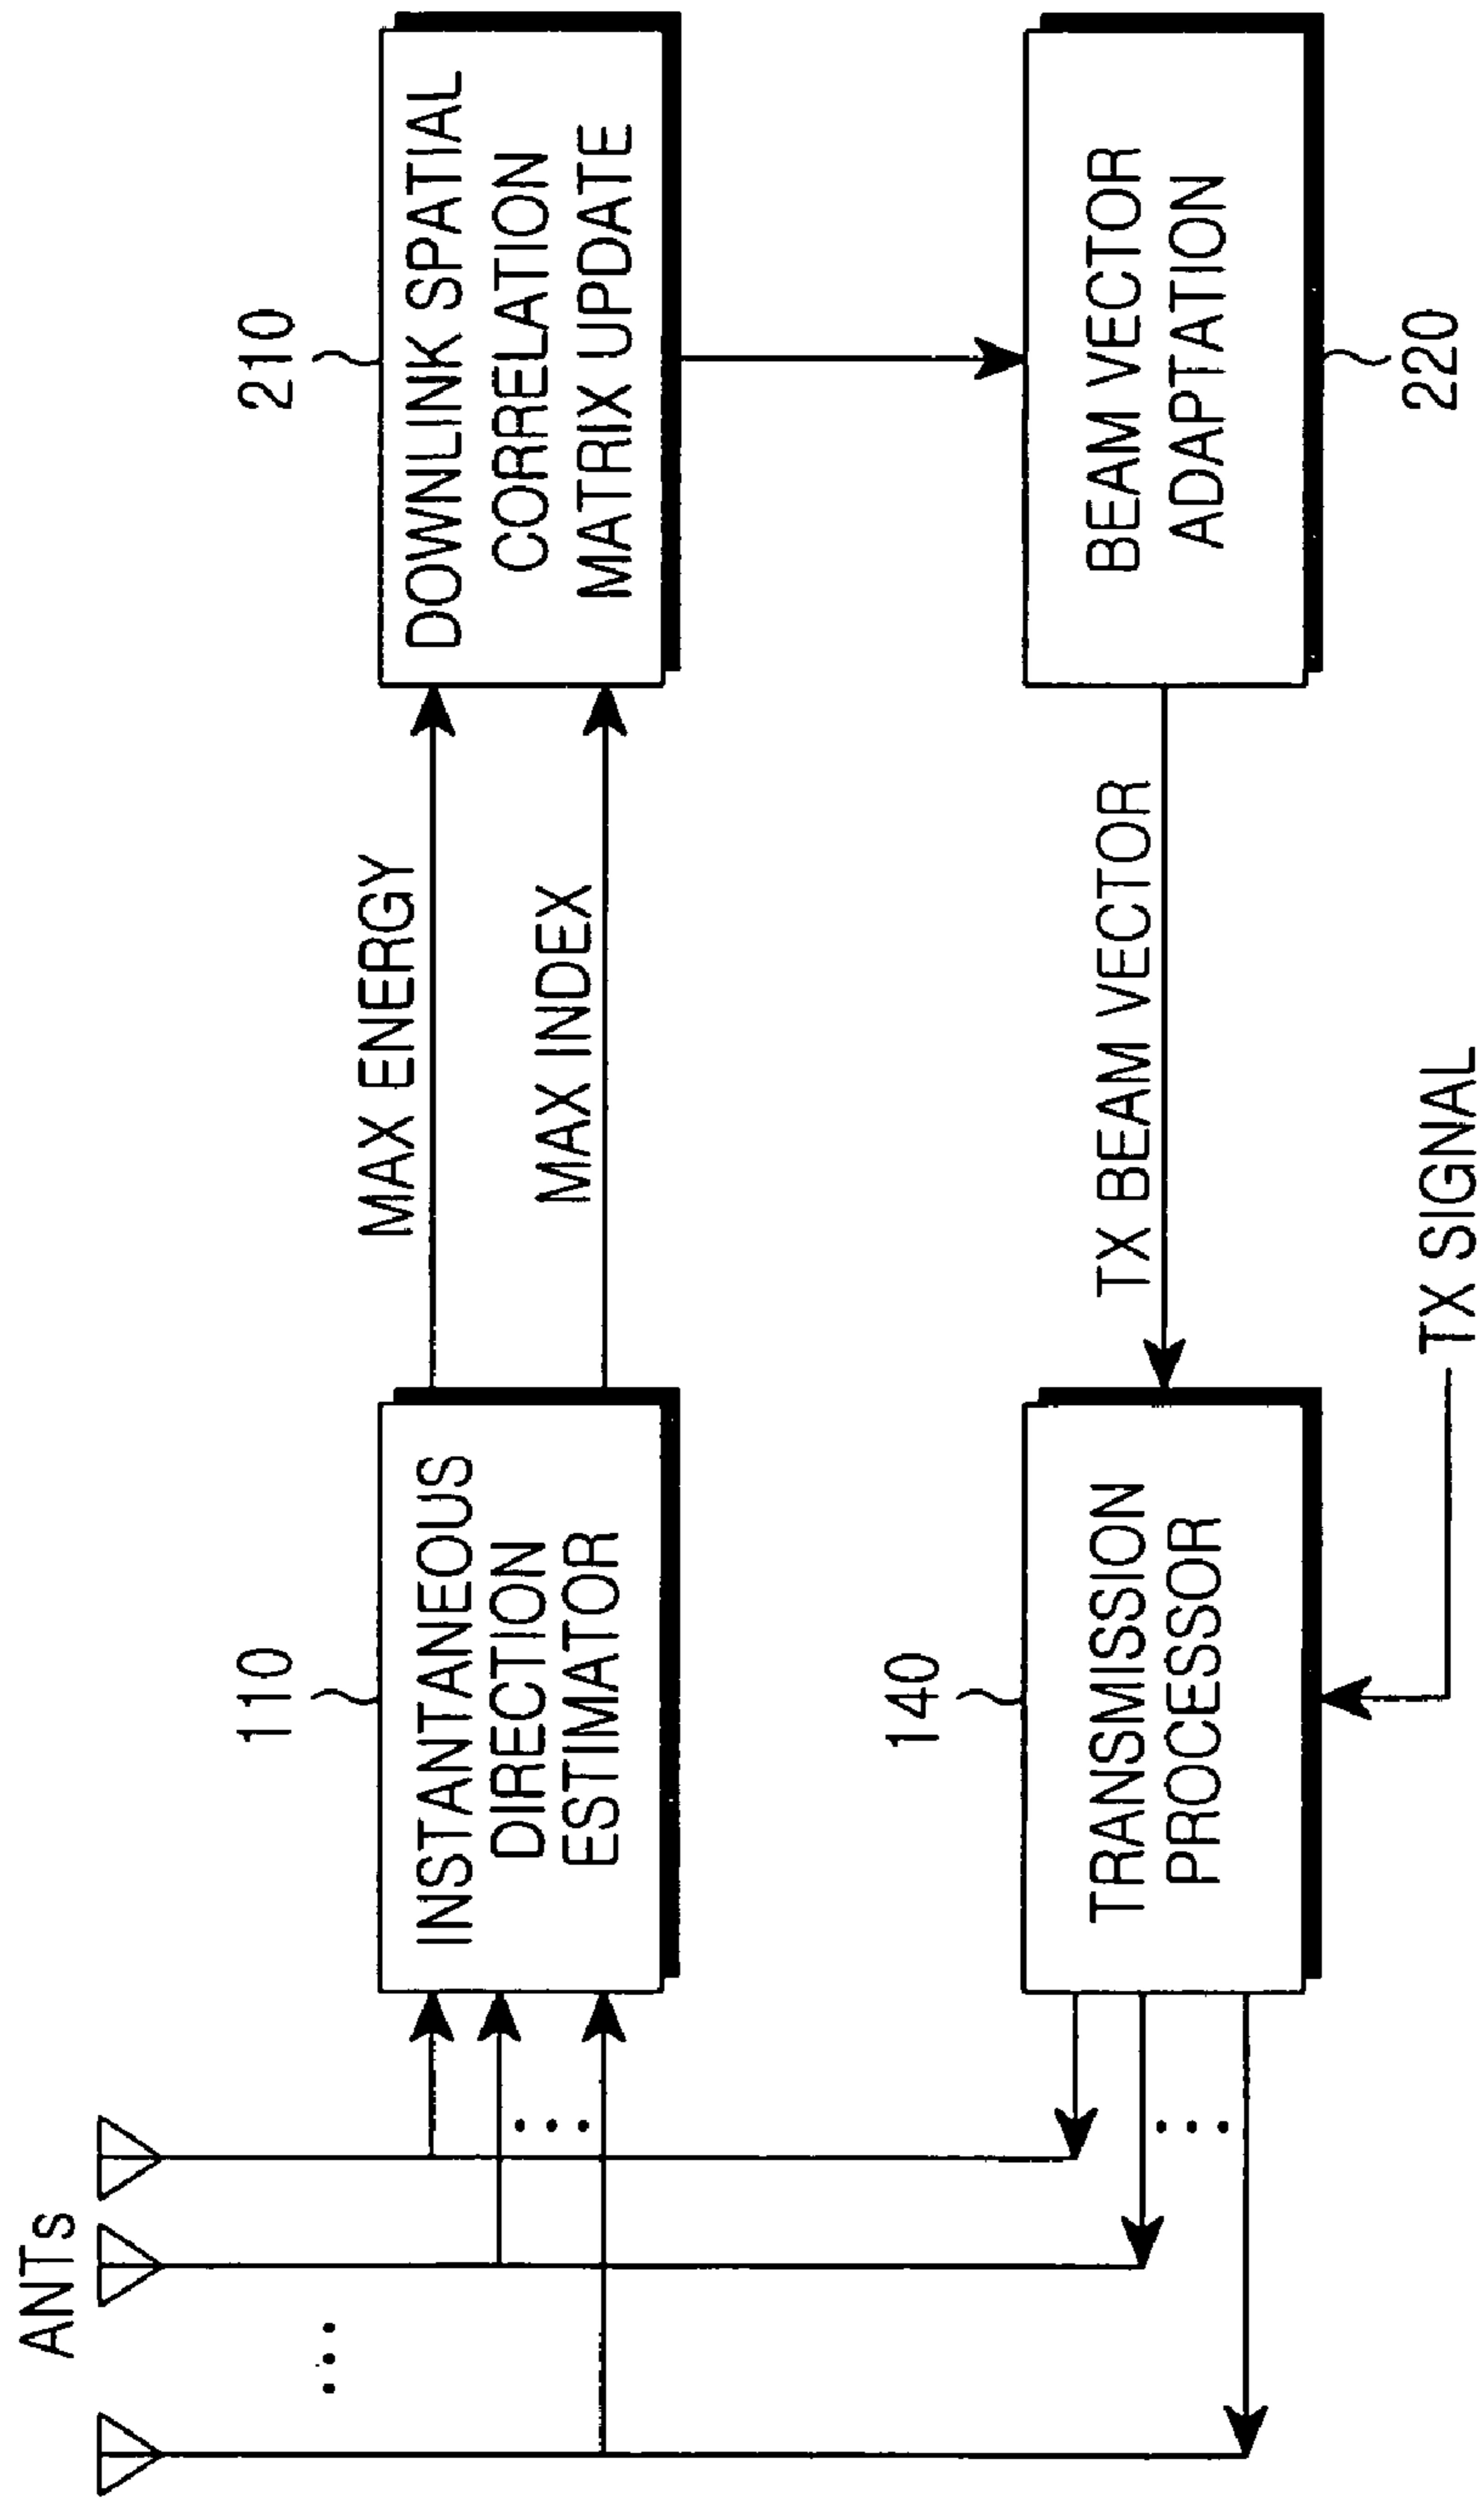 ANTs
110
INSTANTANEOUS
DIRECTION
ESTIMATOR
MAX ENERGY
MAX INDEX
210
DOWNLINK SPATIAL
CORRELATION
MATRIX UPDATE
140
TRANSMISSION
PROCESSOR
TX BEAM VECTOR
BEAM VECTOR
ADAPTATION
220
TX SIGNAL